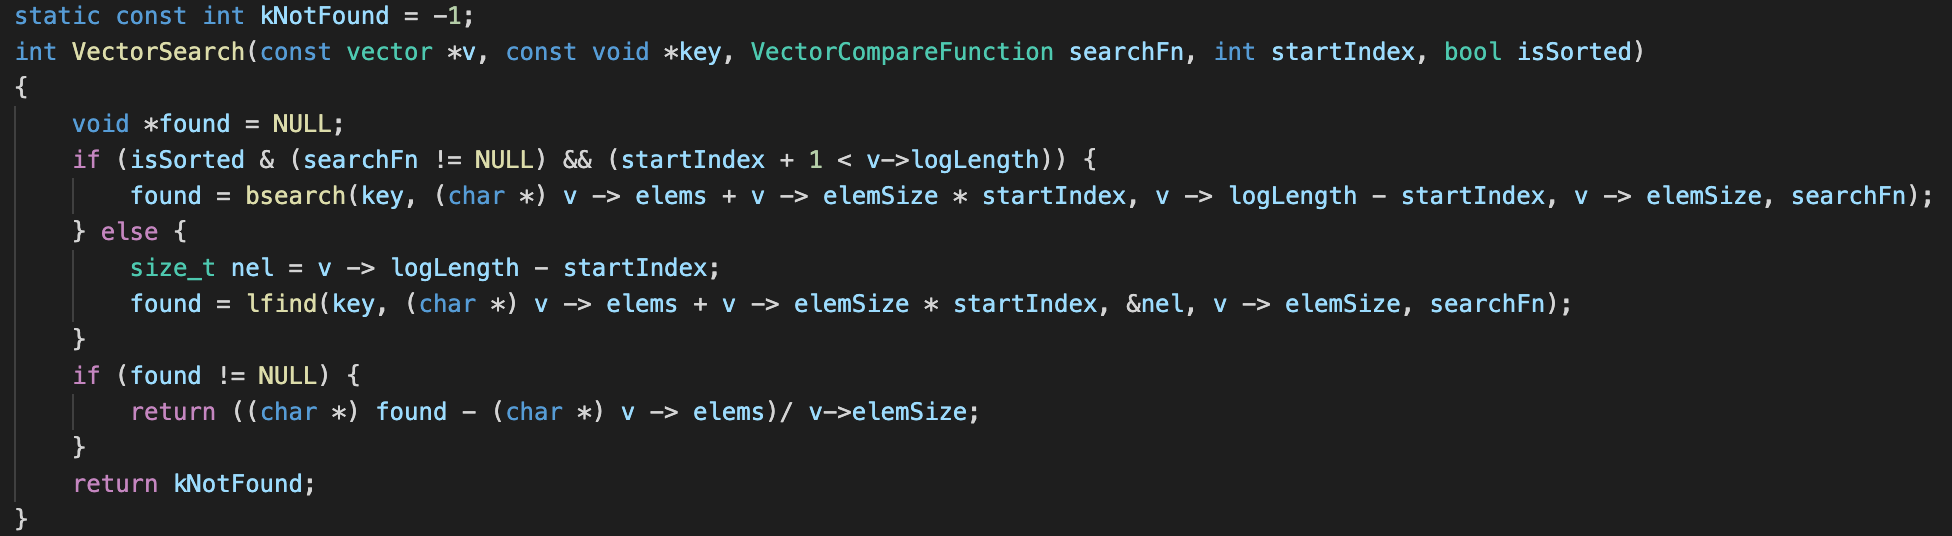 static const int kNotFound = -1;
int VectorSearch(const vector *v, const void *key, VectorCompareFunction searchFn, int startIndex, bool isSorted)
{
    void *found = NULL;
    if (isSorted & (searchFn != NULL) && (startIndex + 1 < v->logLength)) {
        found = bsearch(key, (char *) v -> elems + v -> elemSize * startIndex, v -> logLength - startIndex, v -> elemSize, searchFn);
    } else {
        size_t nel = v -> logLength - startIndex;
        found = lfind(key, (char *) v -> elems + v -> elemSize * startIndex, &nel, v -> elemSize, searchFn);
    }
    if (found != NULL) {
        return ((char *) found - (char *) v -> elems)/ v->elemSize;
    }
    return kNotFound;
}